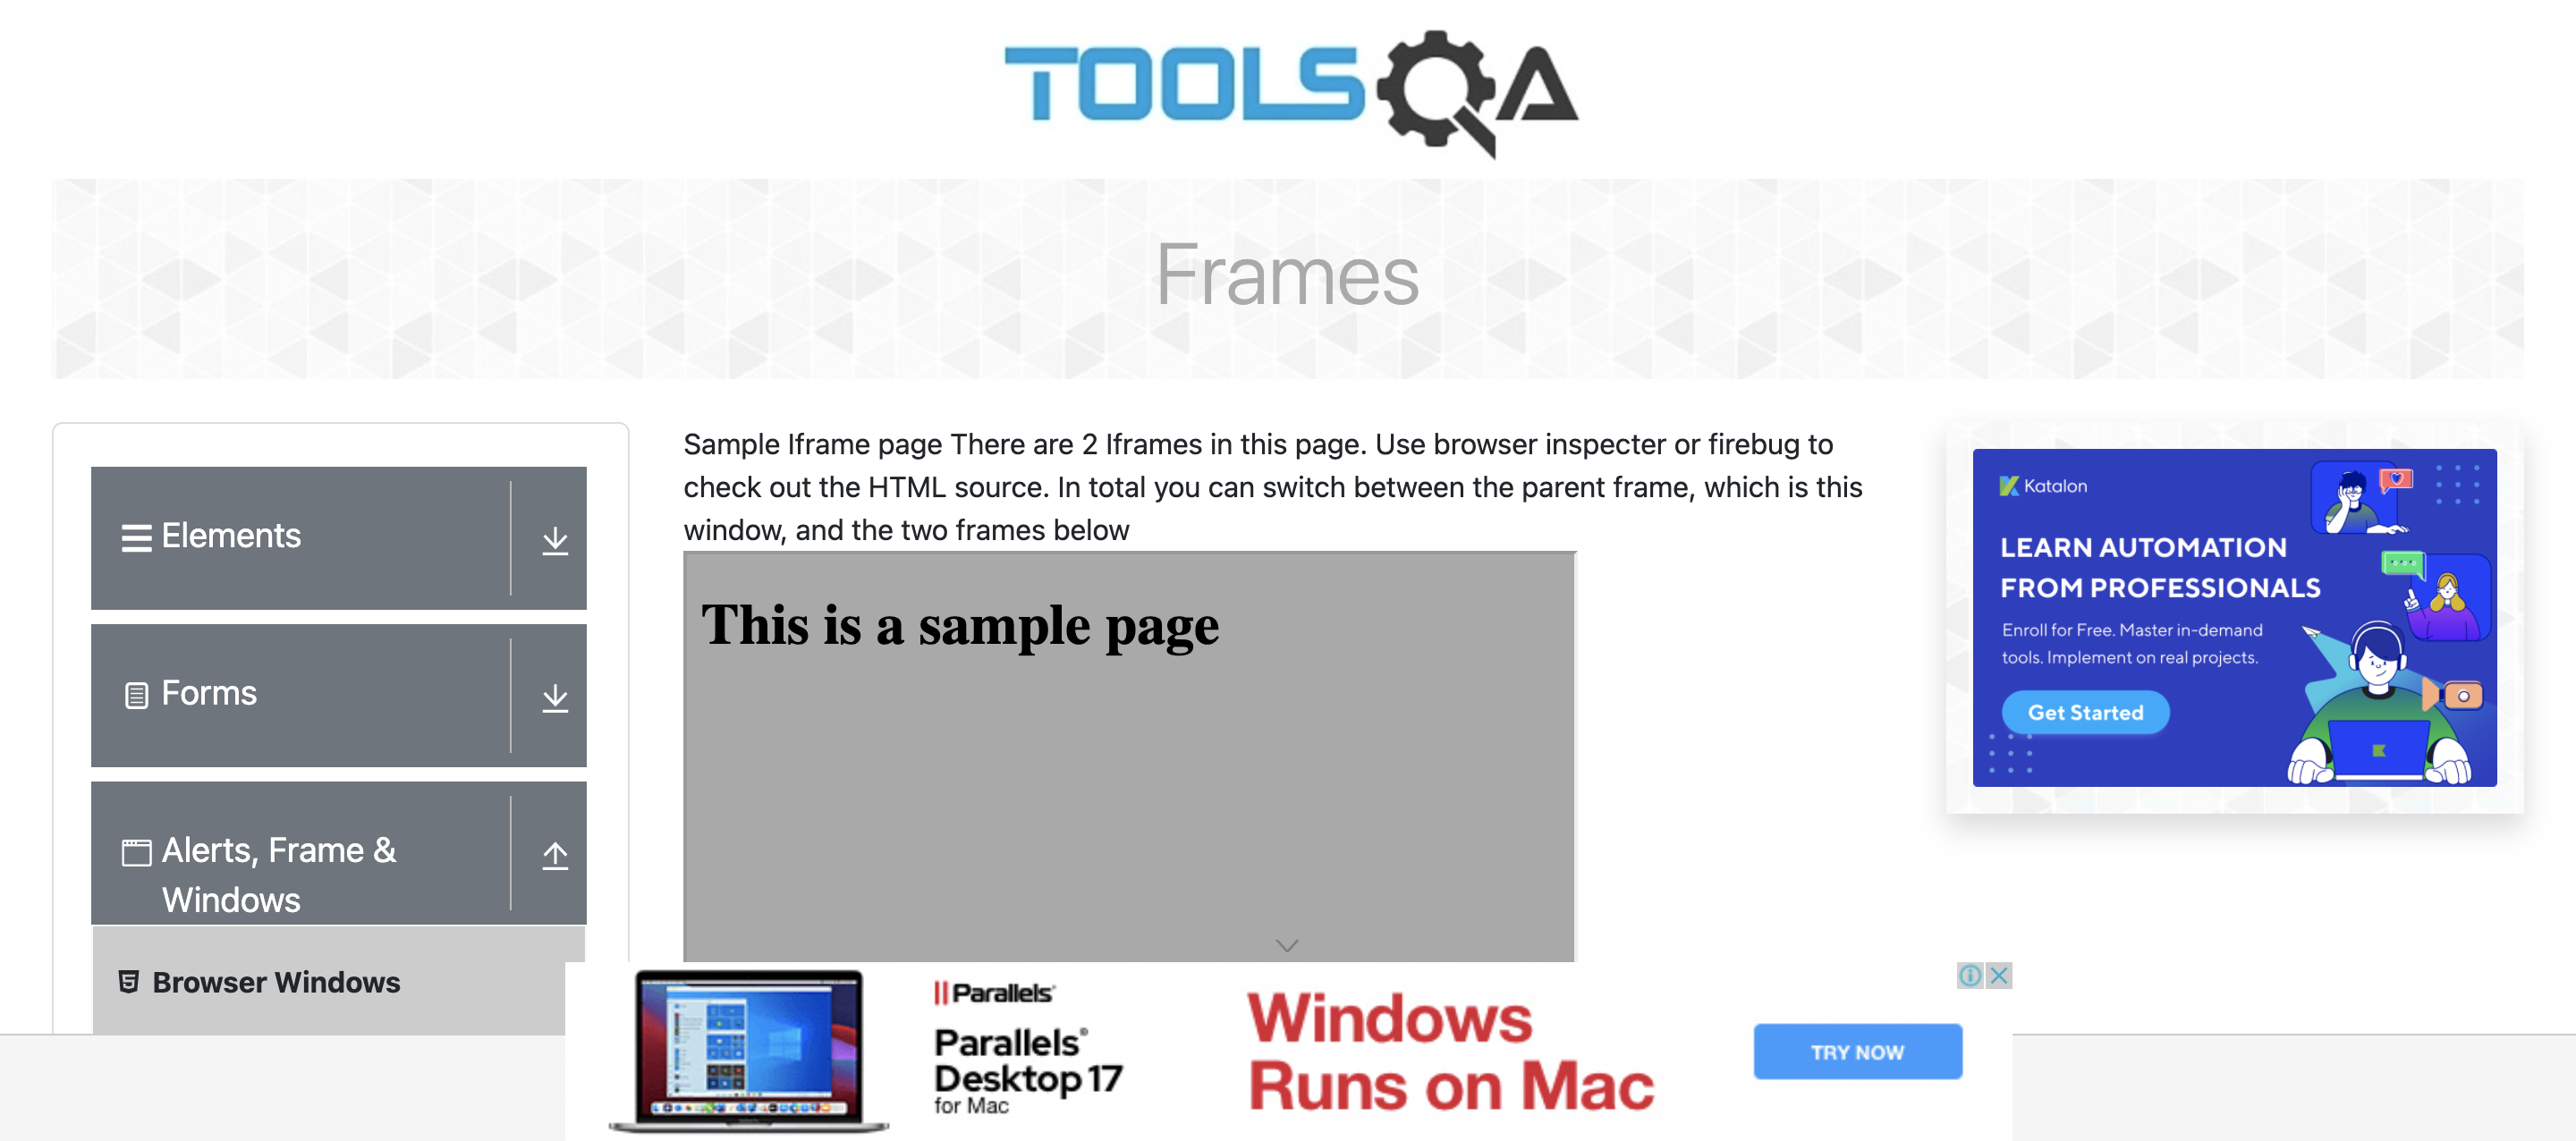 TOOLSQA
Frames
Elements
Forms
Alerts, Frame &
Windows
Browser Windows
Sample Iframe page There are 2 Iframes in this page. Use browser inspecter or firebug to
check out the HTML source. In total you can switch between the parent frame, which is this
window, and the two frames below
This is a sample page
Katalon
LEARN AUTOMATION
FROM PROFESSIONALS
Enroll for Free. Master in-demand
tools. Implement on real projects.
Get Started
Parallels®
Parallels®
Desktop 17
for Mac
Windows
Runs on Mac
TRY NOW